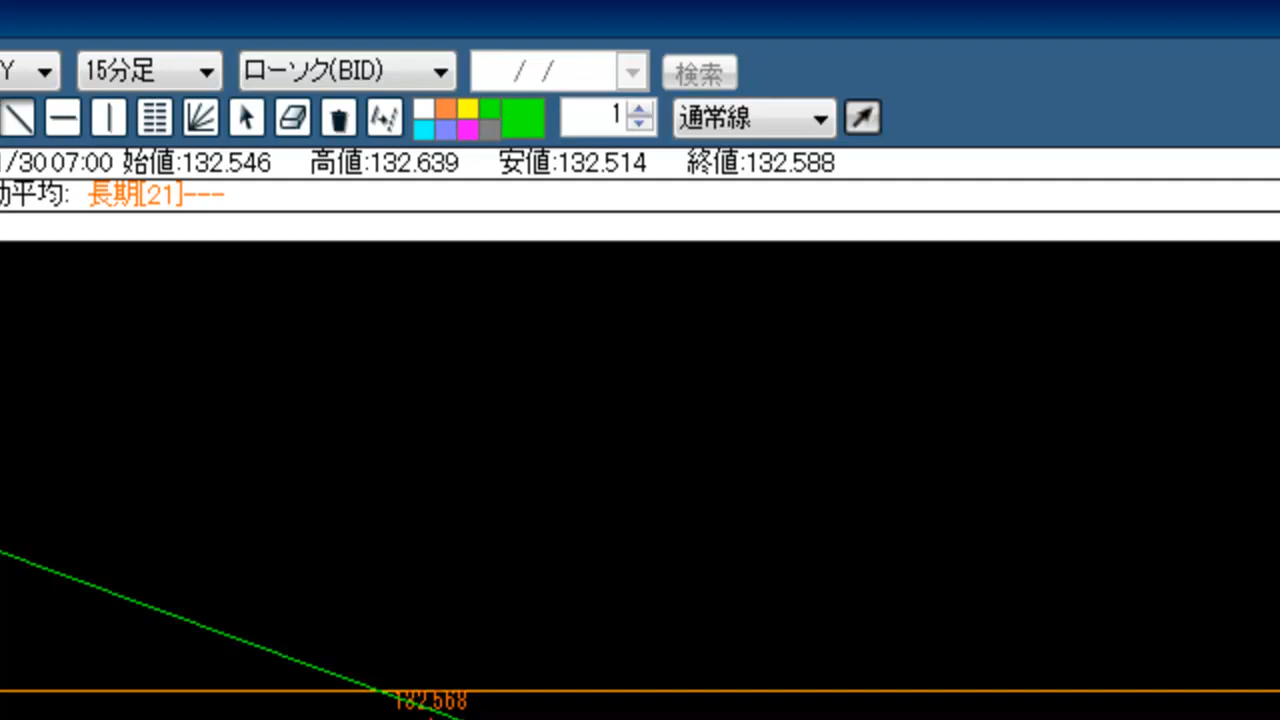 Y 15分足 ローソク(BID) / / 検索
1 通常線
/30 07:00 始値:132.546 高値:132.639 安値:132.514 終値:132.588
動平均: 長期[21]---
132.568